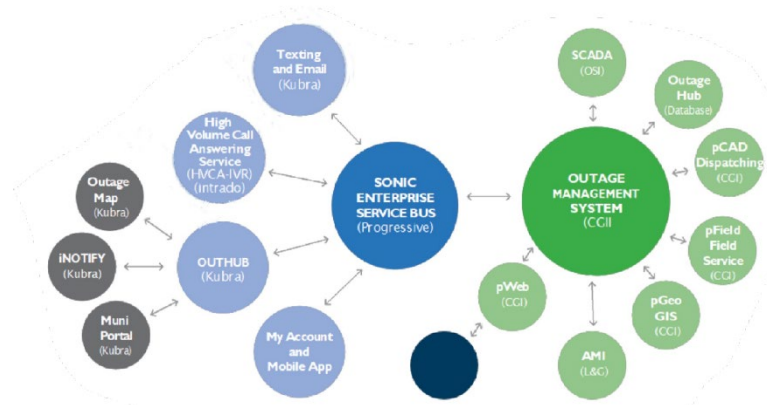 Texting
and Email
(Kubra)
High
Volume Call
Answering
Service
(HVCA-IVR)
(intrado)
Outage
Map
(Kubra)
iNOTIFY
(Kubra)
Muni
Portal
(Kubra)
OUTHUB
(Kubra)
My Account
and
Mobile App
SONIC
ENTERPRISE
SERVICE BUS
(Progressive)
OUTAGE
MANAGEMENT
SYSTEM
(CGII
SCADA
(OSI)
Outage
Hub
(Database)
pCAD
Dispatching
(CCI)
pField
Field
Service
(CCI)
pGeo
GIS
(CCI)
AMI
(L&G)
pWeb
(CCI)